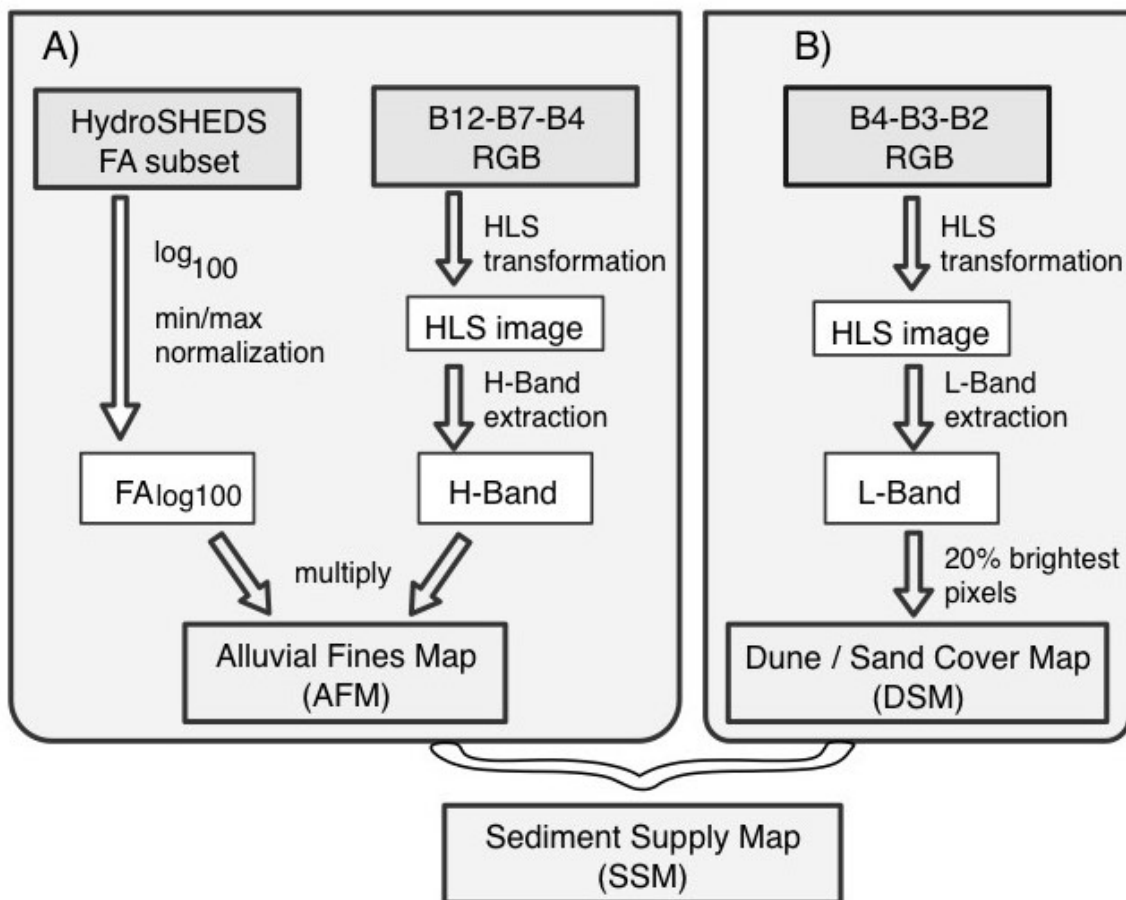 A)
HydroSHEDS
FA subset
log100
min/max
normalization
FAlog100
B12-B7-B4
RGB
HLS
transformation
HLS image
H-Band
extraction
H-Band
multiply
Alluvial Fines Map
(AFM)
B)
B4-B3-B2
RGB
HLS
transformation
HLS image
L-Band
extraction
L-Band
20% brightest
pixels
Dune / Sand Cover Map
(DSM)
Sediment Supply Map
(SSM)